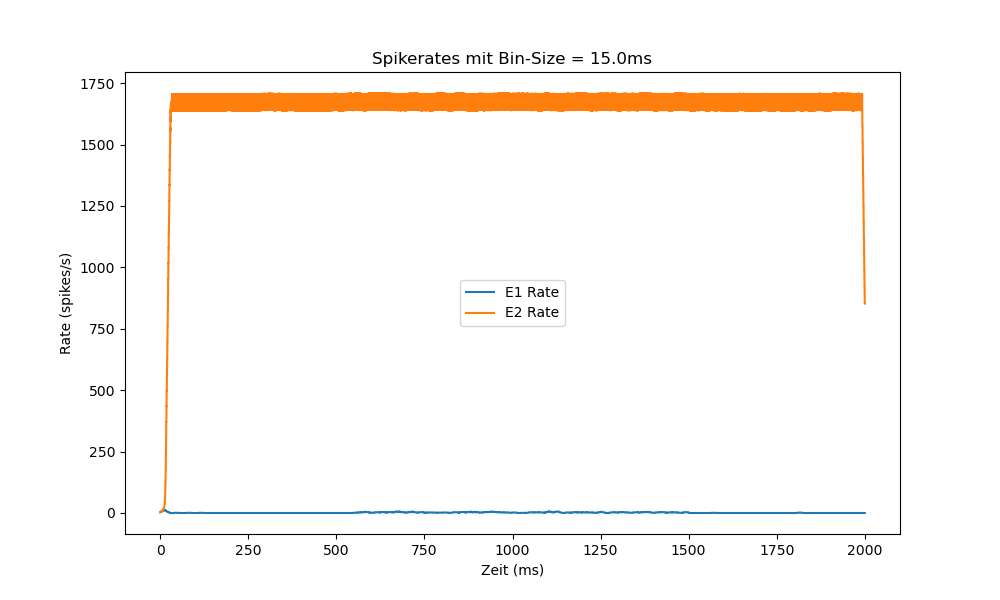 Spikerates mit Bin-Size = 15.0ms
1750
1500
1250
1000
750
500
250
0
Rate (spikes/s)
E1 Rate
E2 Rate
0 250 500 750 1000 1250 1500 1750 2000
Zeit (ms)